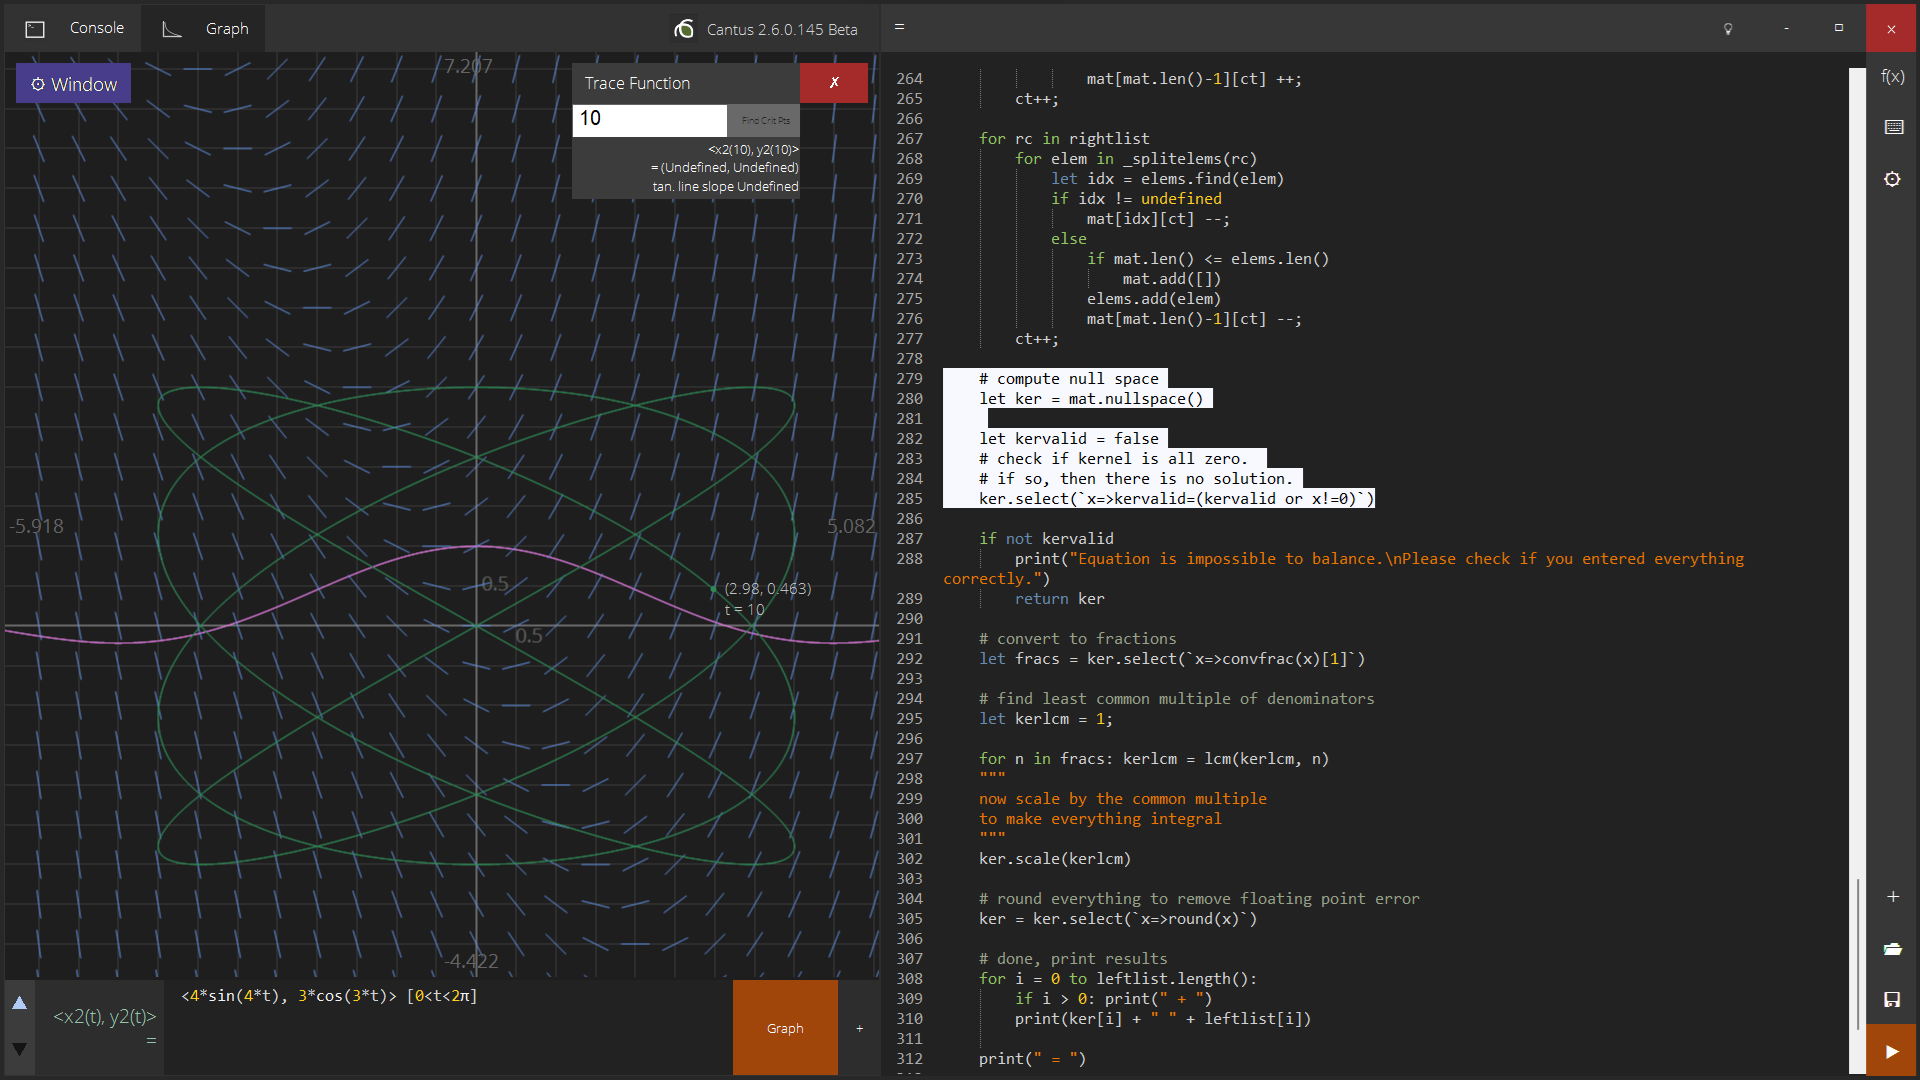 Console
Graph
Cantus 2.6.0.145 Beta
=
Window
7.207
Trace Function
10
Find Crit Pts
<x2(10), y2(10)>
= (Undefined, Undefined)
tan. line slope Undefined
-5.918
5.082
0.5
0.5
(2.98, 0.463)
t = 10
-4.422
<x2(t), y2(t)>
=
<4*sin(4*t), 3*cos(3*t)> [0<t<2π]
Graph
+
264 mat[mat.len()-1][ct] ++;
265 ct++;
266
267 for rc in rightlist
268 for elem in _splitelems(rc)
269 let idx = elems.find(elem)
270 if idx != undefined
271 mat[idx][ct] --;
272 else
273 if mat.len() <= elems.len()
274 mat.add([])
275 elems.add(elem)
276 mat[mat.len()-1][ct] --;
277 ct++;
278
279 # compute null space
280 let ker = mat.nullspace()
281
282 let kervalid = false
283 # check if kernel is all zero.
284 # if so, then there is no solution.
285 ker.select(`x=>kervalid=(kervalid or x!=0)`)
286
287 if not kervalid
288 print("Equation is impossible to balance.\nPlease check if you entered everything
correctly.")
289 return ker
290
291 # convert to fractions
292 let fracs = ker.select(`x=>convfrac(x)[1]`)
293
294 # find least common multiple of denominators
295 let kerlcm = 1;
296
297 for n in fracs: kerlcm = lcm(kerlcm, n)
298 """
299 now scale by the common multiple
300 to make everything integral
301 """
302 ker.scale(kerlcm)
303
304 # round everything to remove floating point error
305 ker = ker.select(`x=>round(x)`)
306
307 # done, print results
308 for i = 0 to leftlist.length():
309 if i > 0: print(" + ")
310 print(ker[i] + " " + leftlist[i])
311
312 print(" = ")
f(x)
+